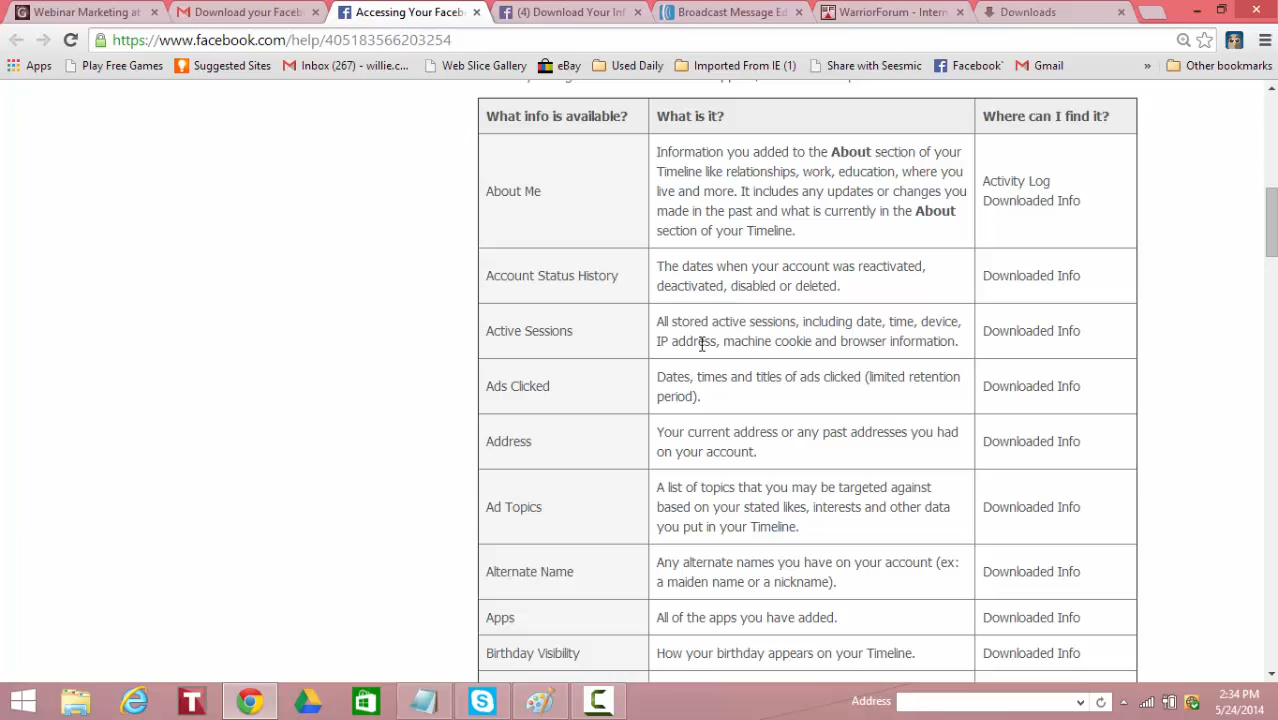 Webinar Marketing at
Download your Faceb
Accessing Your Faceb
(4) Download Your Inf
Broadcast Message Ed
WarriorForum - Intern
Downloads
https://www.facebook.com/help/405183566203254
Apps
Play Free Games
Suggested Sites
Inbox (267) - willie.c...
Web Slice Gallery
eBay
Used Daily
Imported From IE (1)
Share with Seesmic
Facebook`
Gmail
»
Other bookmarks
What info is available?
What is it?
Where can I find it?
About Me
Information you added to the About section of your
Timeline like relationships, work, education, where you
live and more. It includes any updates or changes you
made in the past and what is currently in the About
section of your Timeline.
Activity Log
Downloaded Info
Account Status History
The dates when your account was reactivated,
deactivated, disabled or deleted.
Downloaded Info
Active Sessions
All stored active sessions, including date, time, device,
IP address, machine cookie and browser information.
Downloaded Info
Ads Clicked
Dates, times and titles of ads clicked (limited retention
period).
Downloaded Info
Address
Your current address or any past addresses you had
on your account.
Downloaded Info
Ad Topics
A list of topics that you may be targeted against
based on your stated likes, interests and other data
you put in your Timeline.
Downloaded Info
Alternate Name
Any alternate names you have on your account (ex:
a maiden name or a nickname).
Downloaded Info
Apps
All of the apps you have added.
Downloaded Info
Birthday Visibility
How your birthday appears on your Timeline.
Downloaded Info
Address
2:34 PM
5/24/2014